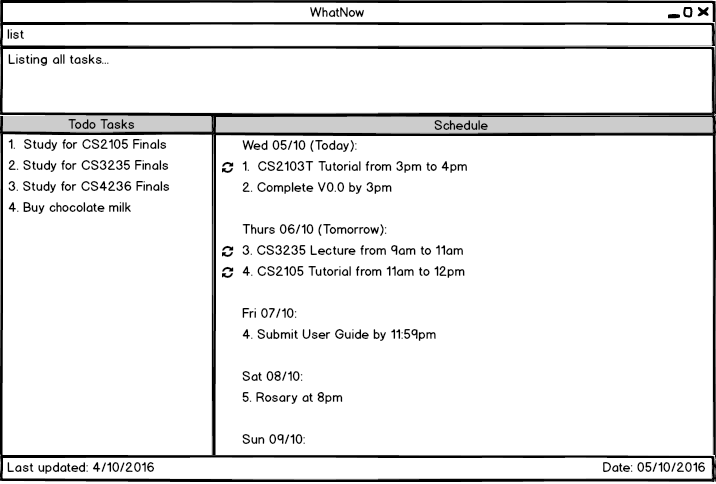 WhatNow
list
Listing all tasks...
Todo Tasks
1. Study for CS2105 Finals
2. Study for CS3235 Finals
3. Study for CS4236 Finals
4. Buy chocolate milk
Schedule
Wed 05/10 (Today):
1. CS2103T Tutorial from 3pm to 4pm
2. Complete V0.0 by 3pm
Thurs 06/10 (Tomorrow):
3. CS3235 Lecture from 9am to 11am
4. CS2105 Tutorial from 11am to 12pm
Fri 07/10:
4. Submit User Guide by 11:59pm
Sat 08/10:
5. Rosary at 8pm
Sun 09/10:
Last updated: 4/10/2016
Date: 05/10/2016